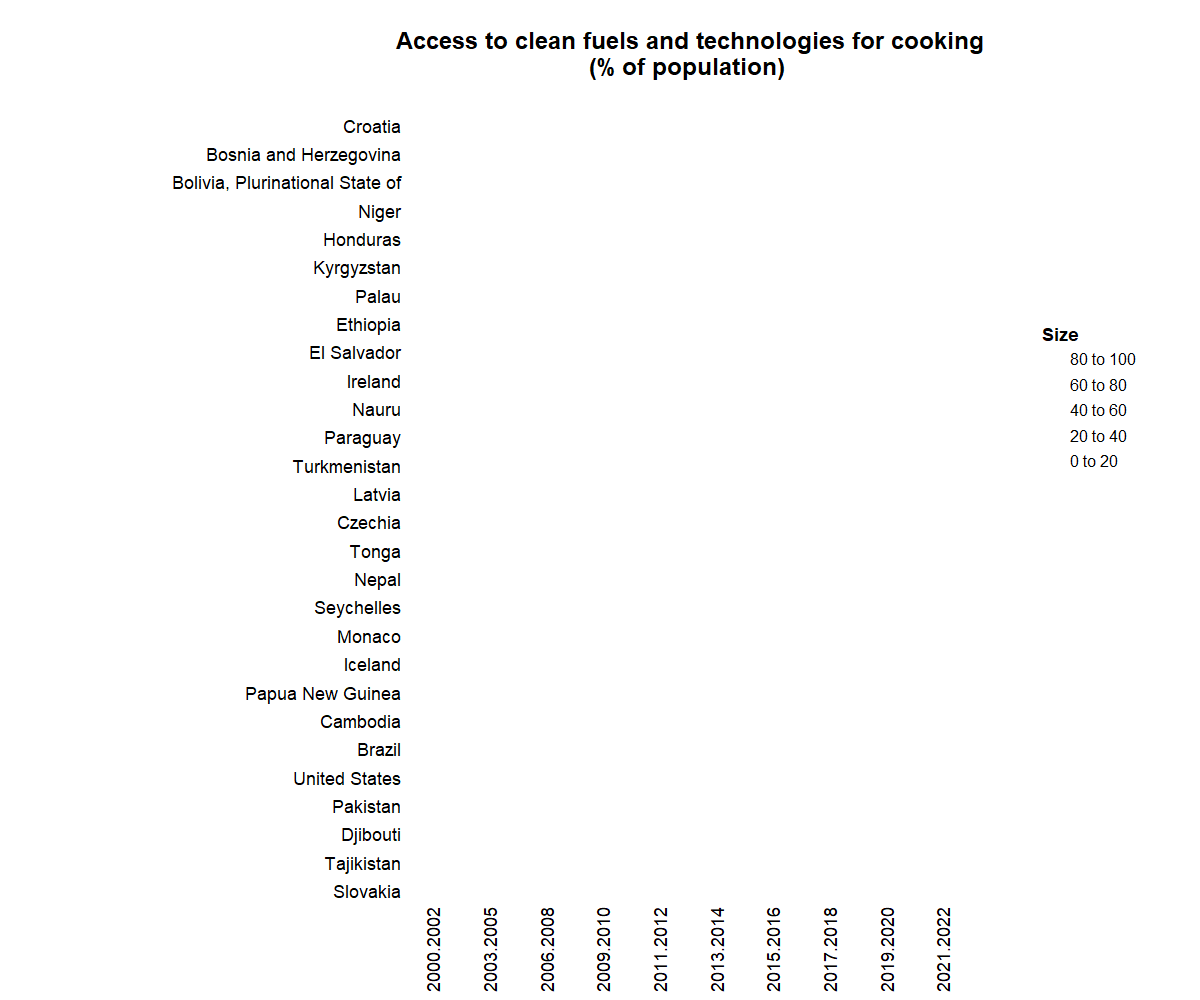 Access to clean fuels and technologies for cooking
(% of population)
Croatia
Bosnia and Herzegovina
Bolivia, Plurinational State of
Niger
Honduras
Kyrgyzstan
Palau
Ethiopia
El Salvador
Ireland
Nauru
Paraguay
Turkmenistan
Latvia
Czechia
Tonga
Nepal
Seychelles
Monaco
Iceland
Papua New Guinea
Cambodia
Brazil
United States
Pakistan
Djibouti
Tajikistan
Slovakia
2000.2002
2003.2005
2006.2008
2009.2010
2011.2012
2013.2014
2015.2016
2017.2018
2019.2020
2021.2022
Size
80 to 100
60 to 80
40 to 60
20 to 40
0 to 20